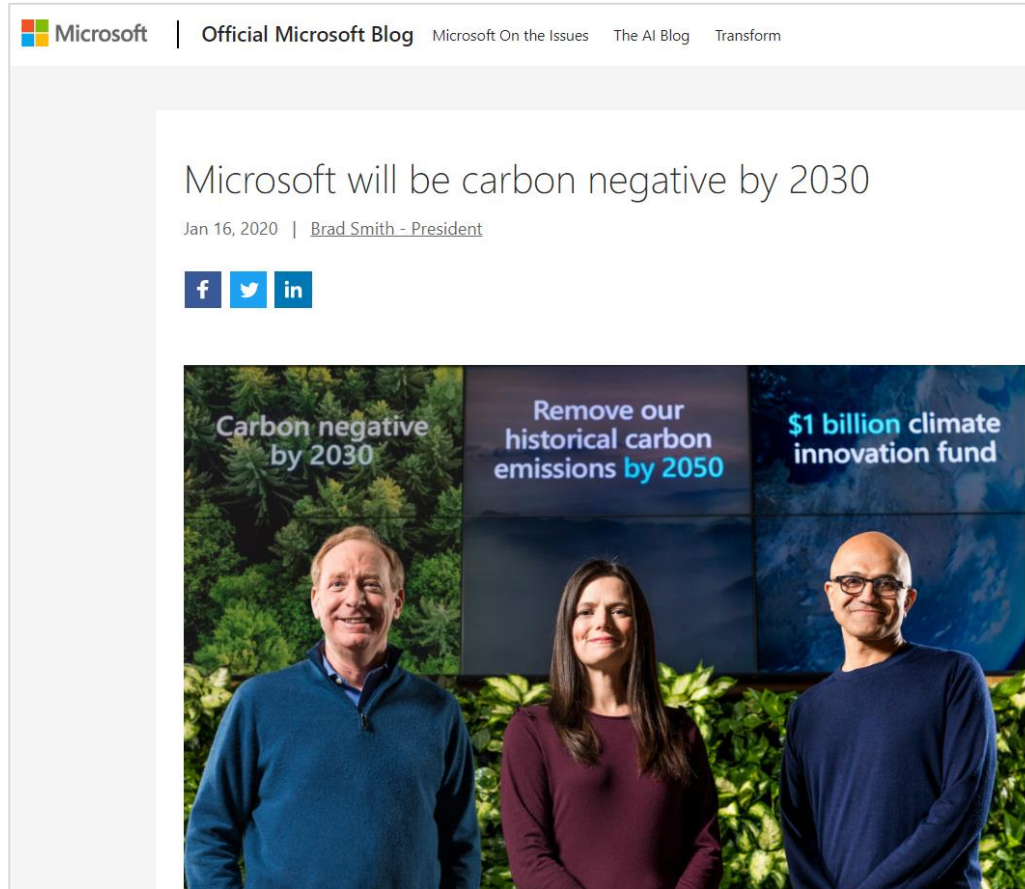 Microsoft | Official Microsoft Blog Microsoft On the Issues The AI Blog Transform
Microsoft will be carbon negative by 2030
Jan 16, 2020 | Brad Smith - President
f in
Carbon negative
by 2030
Remove our
historical carbon
emissions by 2050
$1 billion climate
innovation fund